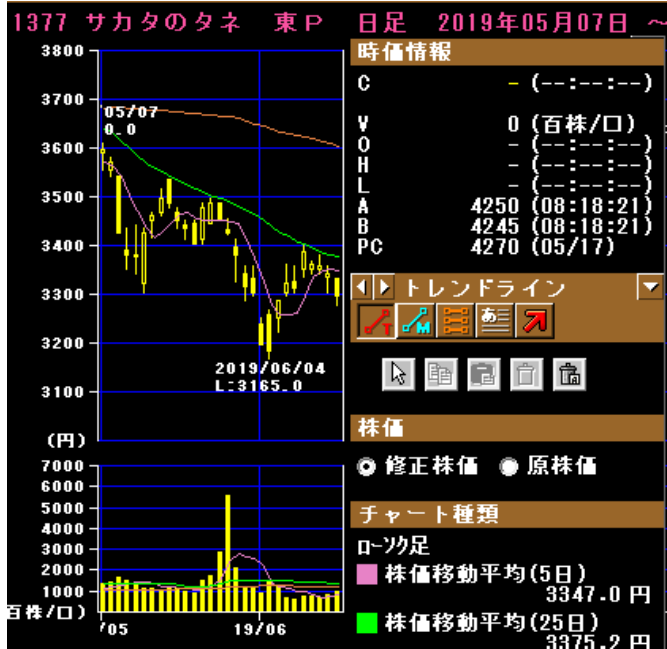 1377 サカタのタネ 東P 日足 2019年05月07日 ～
3800
3700
3600
3500
3400
3300
3200
3100
(円)
05/07
0.0
2019/06/04
L:3165.0
7000
6000
5000
4000
3000
2000
1000
百株/口)
'05
19/06
時価情報
C - (--:--:--)
V 0 (百株/口)
O - (--:--:--)
H - (--:--:--)
L - (--:--:--)
A 4250 (08:18:21)
B 4245 (08:18:21)
PC 4270 (05/17)
トレンドライン
T M あ
株価
修正株価 原株価
チャート種類
ローソク足
株価移動平均(5日)
3347.0 円
株価移動平均(25日)
3375.2 円